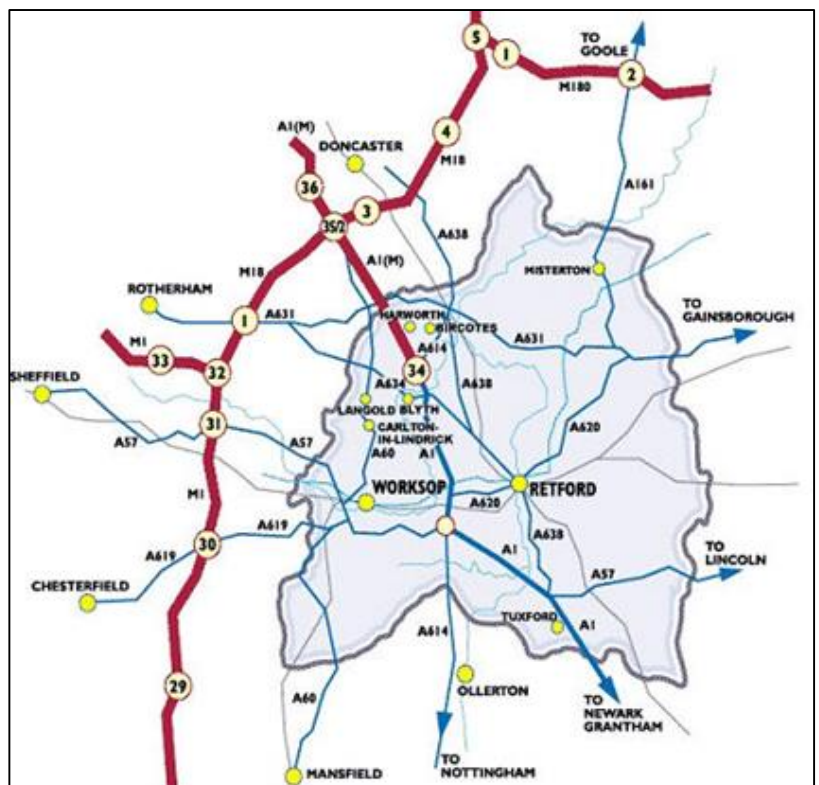 5
1
TO
GOOLE
2
M180
A1(M)
DONCASTER
4
M18
36
35/2
3
A161
A638
A1(M)
M18
MISTERTON
ROTHERHAM
1
A631
HARWORTH
BIRCOTES
A631
TO
GAINSBOROUGH
M1
33
32
A614
34
SHEFFIELD
A634
A638
LANGOLD
BLYTH
A620
31
CARLTON-
IN-LINDRICK
A57
A57
A60
A1
M1
WORKSOP
A620
RETFORD
A619
30
A619
A638
A1
TO
LINCOLN
A57
CHESTERFIELD
TUXFORD
A1
A614
29
A60
OLLERTON
TO
NEWARK
GRANTHAM
MANSFIELD
TO
NOTTINGHAM